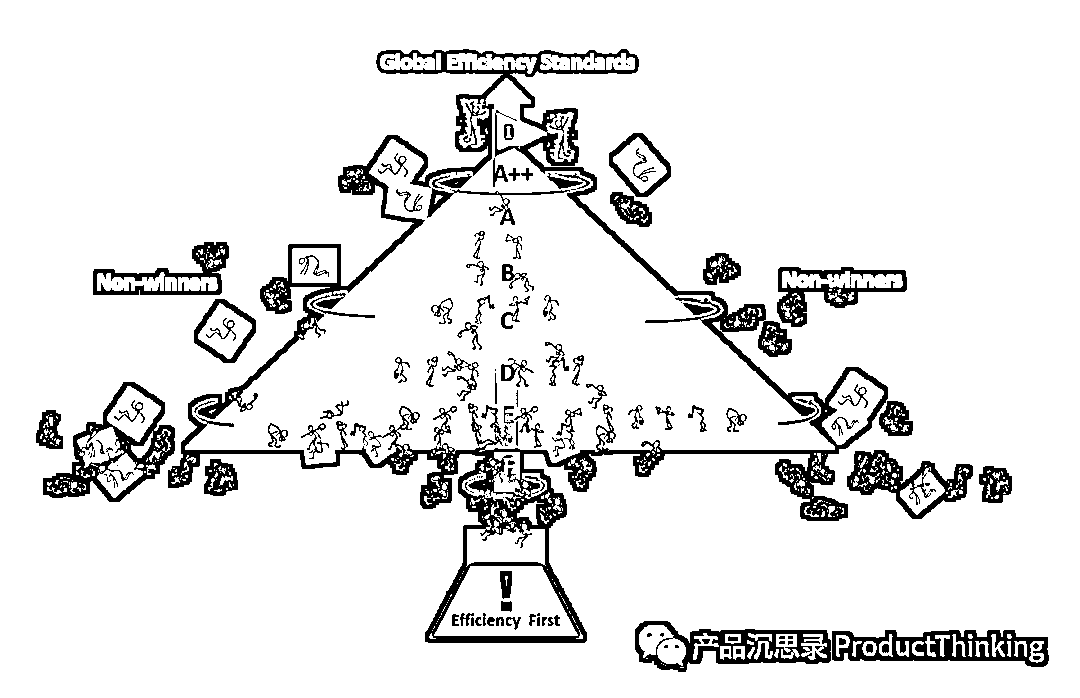 Global Efficiency Standards
0
A++
A
B
Non-winners
Non-winners
C
D
E
!
Efficiency First
产品沉思录 ProductThinking